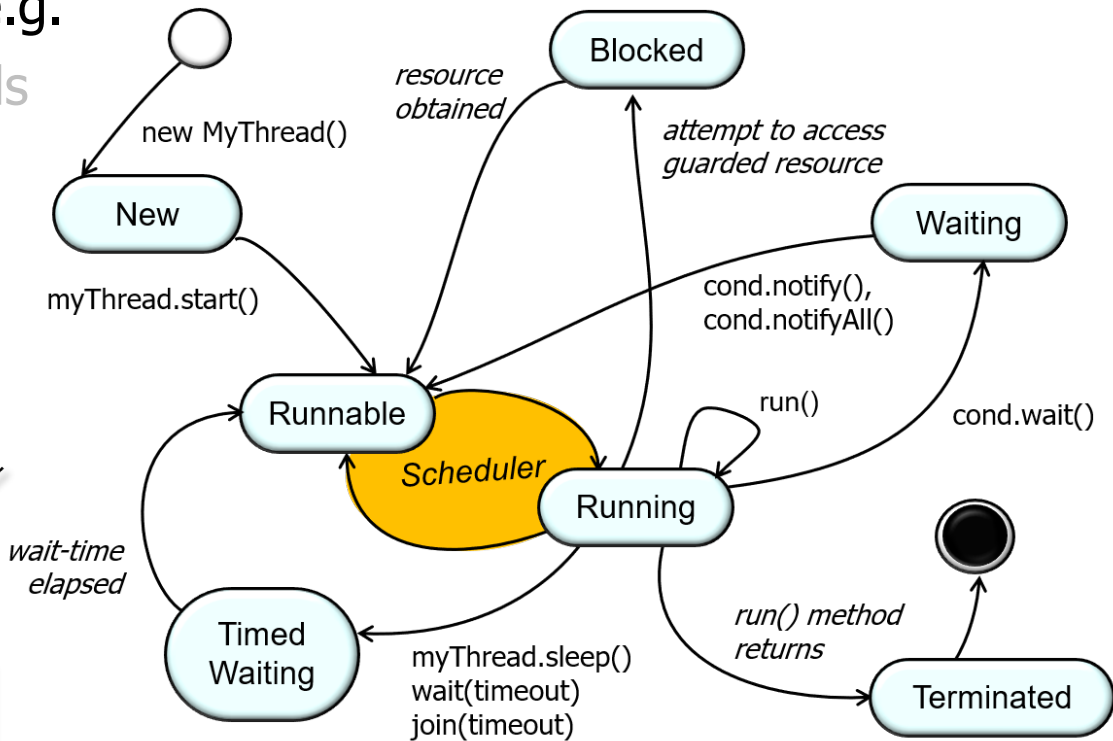 e.g.
ls
new MyThread()
New
myThread.start()
resource
obtained
Blocked
attempt to access
guarded resource
Waiting
cond.notify(),
cond.notifyAll()
Runnable
Scheduler
run()
Running
cond.wait()
wait-time
elapsed
Timed
Waiting
myThread.sleep()
wait(timeout)
join(timeout)
run() method
returns
Terminated